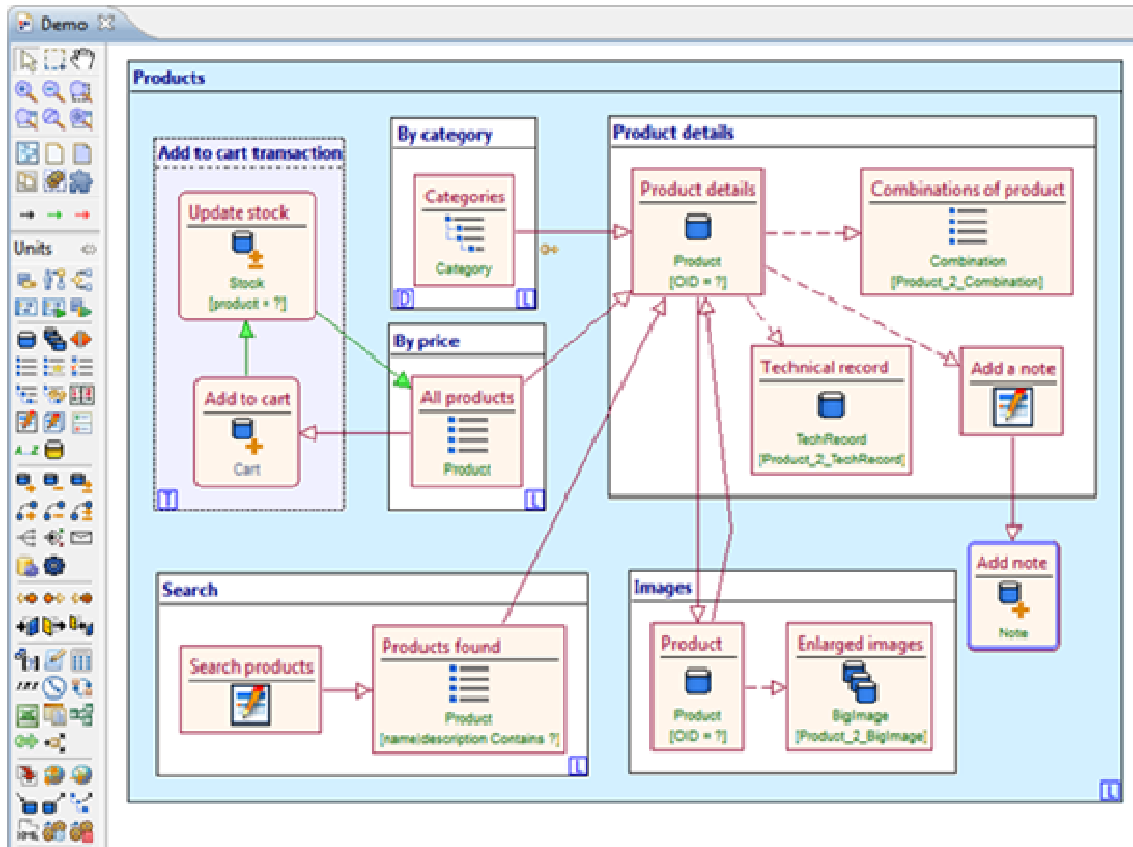 Demo
Products
Add to cart transaction
Update stock
Stock
[product = ?]
Add to cart
Cart
T
By category
Categories
Category
D
L
By price
All products
Product
L
Product details
Product details
Product
[OID = ?]
Combinations of product
Combination
[Product_2_Combination]
Technical record
TechRecord
[Product_2_TechRecord]
Add a note
Add note
Note
Search
Search products
Products found
Product
[name|description Contains ?]
L
Images
Product
Product
[OID = ?]
Enlarged images
BigImage
[Product_2_BigImage]
L
Units
A..Z